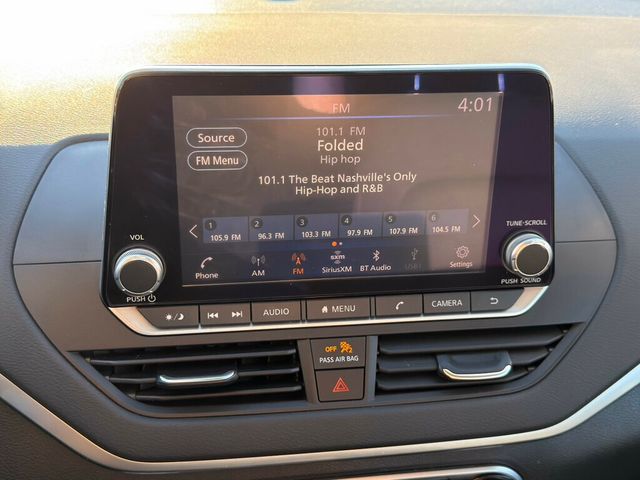 FM
4:01
Source
FM Menu
101.1 FM
Folded
Hip hop
101.1 The Beat Nashville's Only
Hip-Hop and R&B
1 2 3 4 5 6
105.9 FM 96.3 FM 103.3 FM 97.9 FM 107.9 FM 104.5 FM
Phone AM FM SiriusXM BT Audio USB1 Settings
sxm
VOL
PUSH
TUNE·SCROLL
PUSH SOUND
AUDIO MENU CAMERA
OFF
PASS AIR BAG